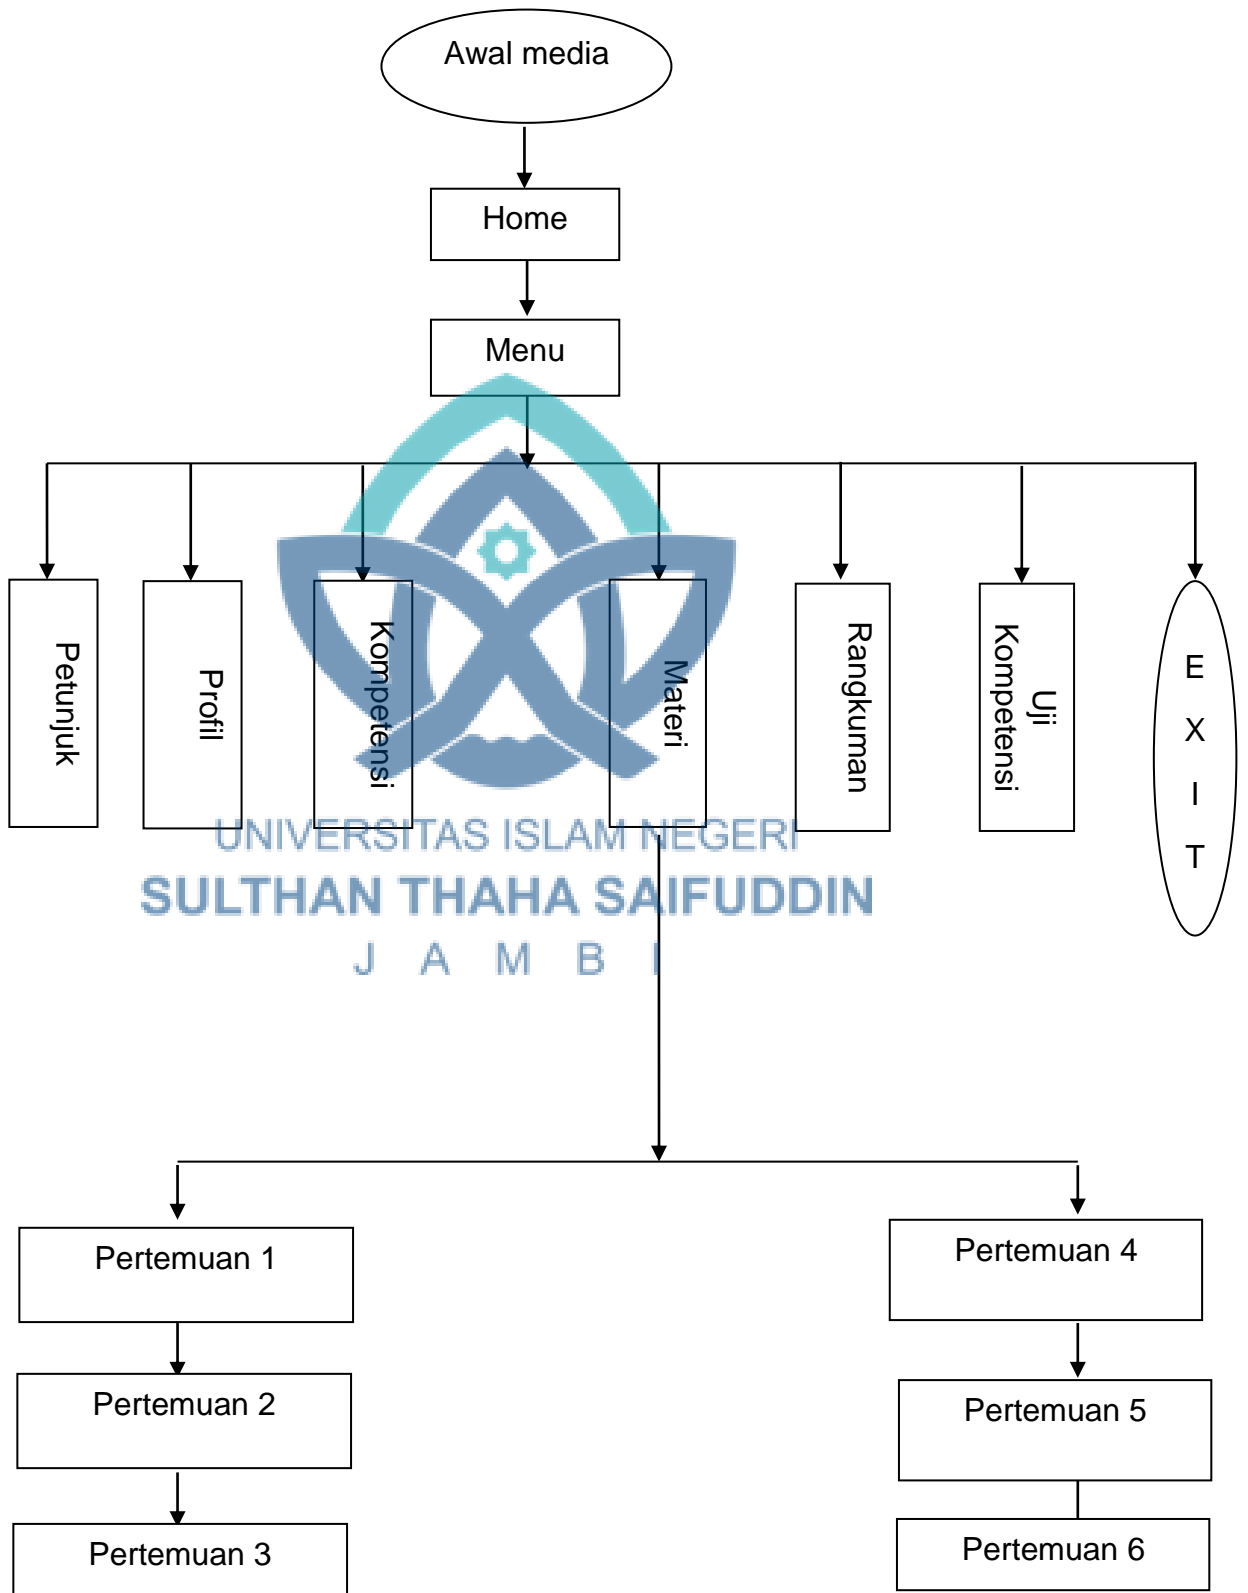 Awal media
Home
Menu
Petunjuk
Profil
Kompetensi
Materi
Rangkuman
Uji
Kompetensi
E
X
I
T
UNIVERSITAS ISLAM NEGERI
SULTHAN THAHA SAIFUDDIN
J A M B I
Pertemuan 1
Pertemuan 4
Pertemuan 2
Pertemuan 5
Pertemuan 3
Pertemuan 6